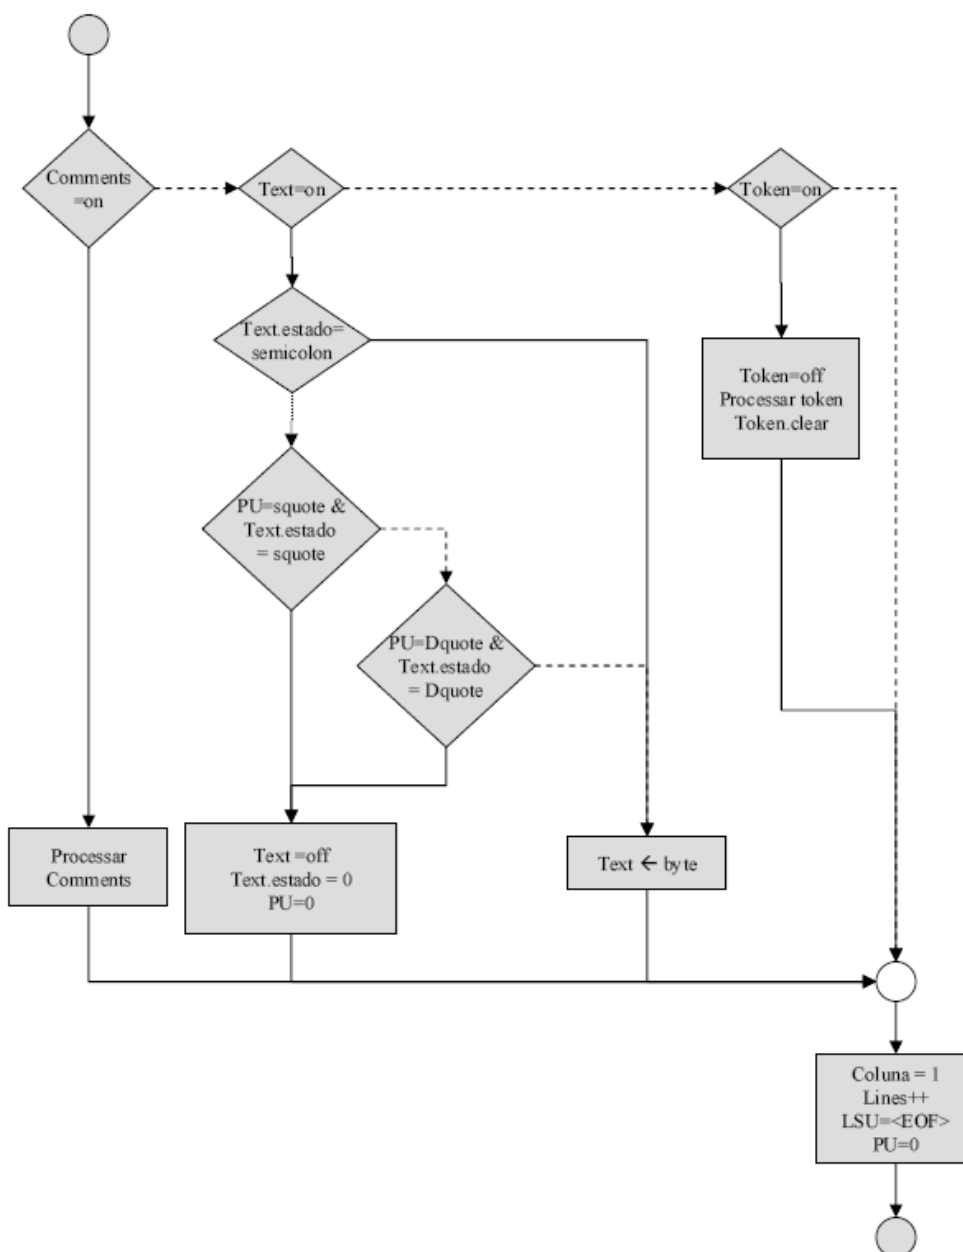 Comments
=on
Text=on
Token=on
Text.estado=
semicolon
Token=off
Processar token
Token.clear
PU=squote &
Text.estado
= squote
PU=Dquote &
Text.estado
= Dquote
Processar
Comments
Text =off
Text.estado = 0
PU=0
Text ← byte
Coluna = 1
Lines++
LSU=<EOF>
PU=0